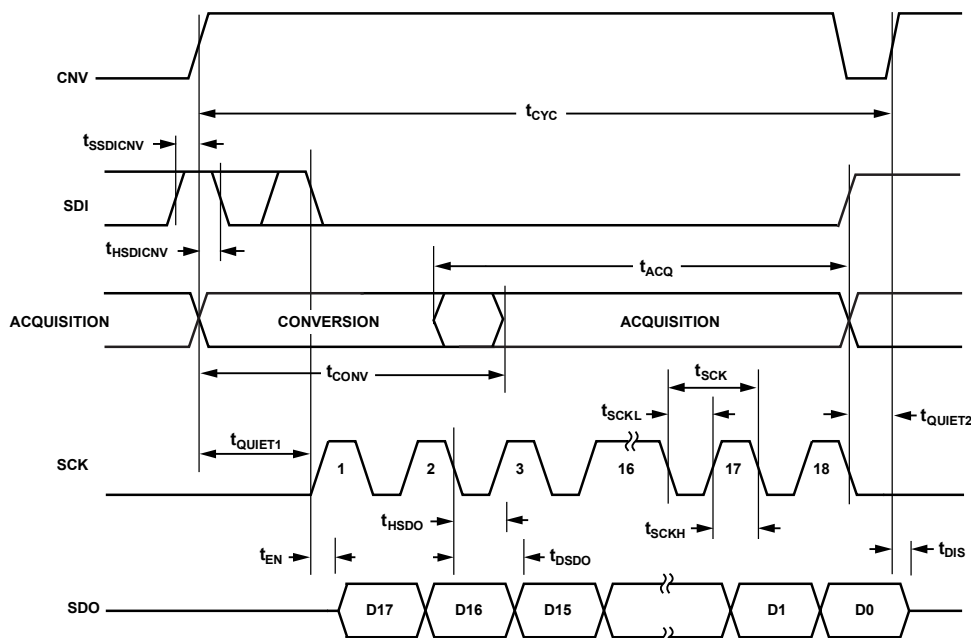 CNV
tCYC
tSSDICNV
SDI
tHSDICNV
tACQ
ACQUISITION CONVERSION ACQUISITION
tCONV
tSCK
tSCKL
tQUIET2
tQUIET1
SCK 1 2 3 16 17 18
tHSDO
tSCKH
tEN
tDSDO
tDIS
SDO D17 D16 D15 D1 D0